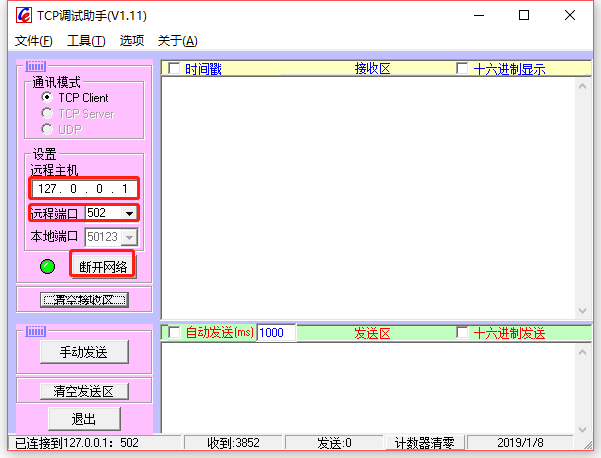 TCP调试助手(V1.11)
文件(F) 工具(T) 选项 关于(A)
通讯模式
TCP Client
TCP Server
UDP
设置
远程主机
127. 0 . 0 . 1
远程端口 502
本地端口 50123
断开网络
清空接收区
时间戳 接收区 十六进制显示
自动发送(ms) 1000 发送区 十六进制发送
手动发送
清空发送区
退出
已连接到127.0.0.1：502 收到:3852 发送:0 计数器清零 2019/1/8